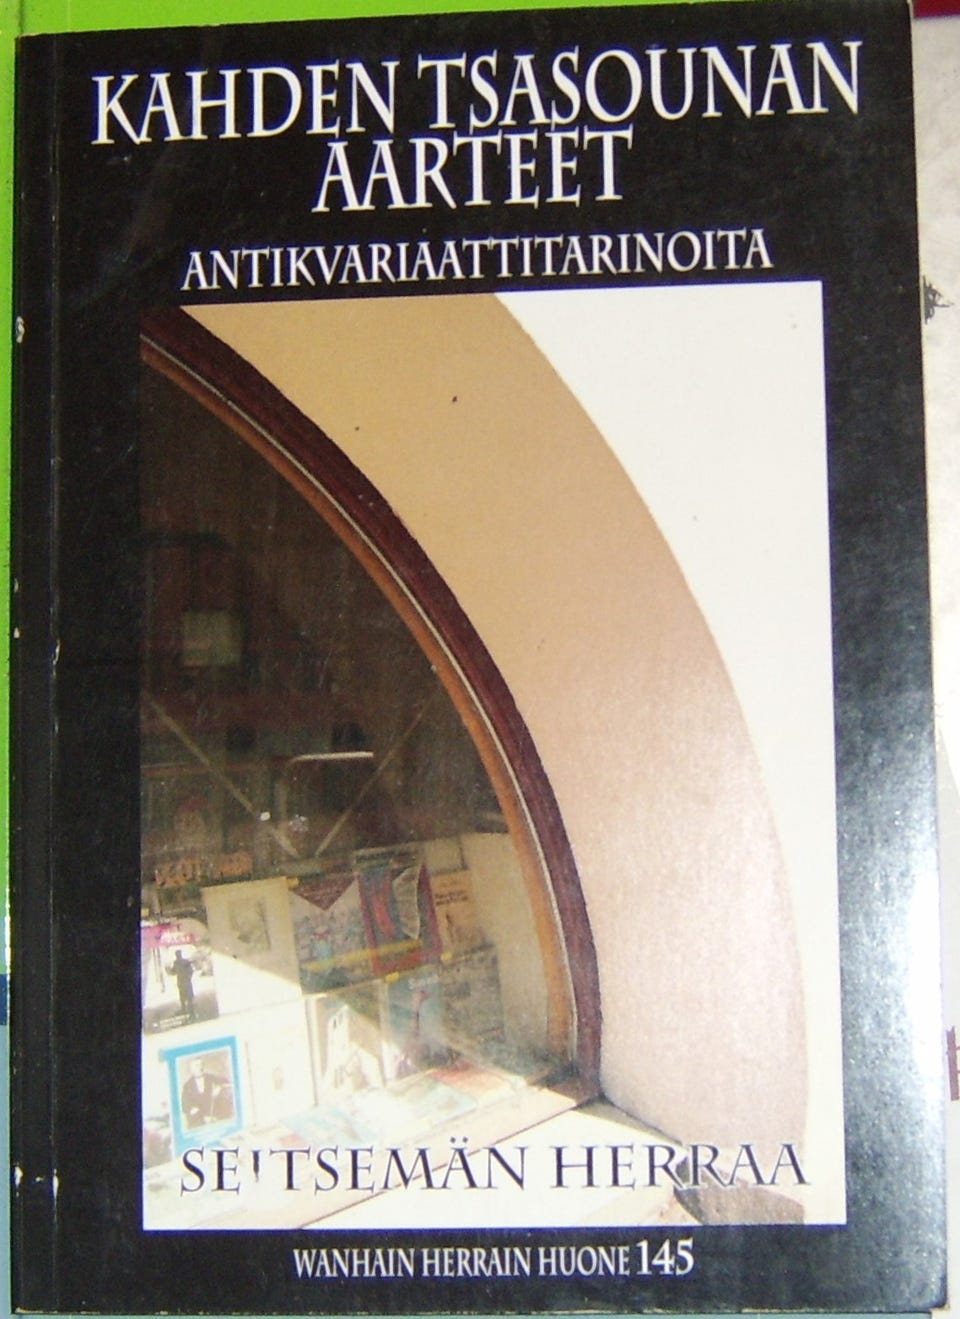 KAHDEN TSASOUNAN
AARTEET
ANTIKVARIAATTITARINOITA
SEITSEMÄN HERRAA
WANHAIN HERRAIN HUONE 145